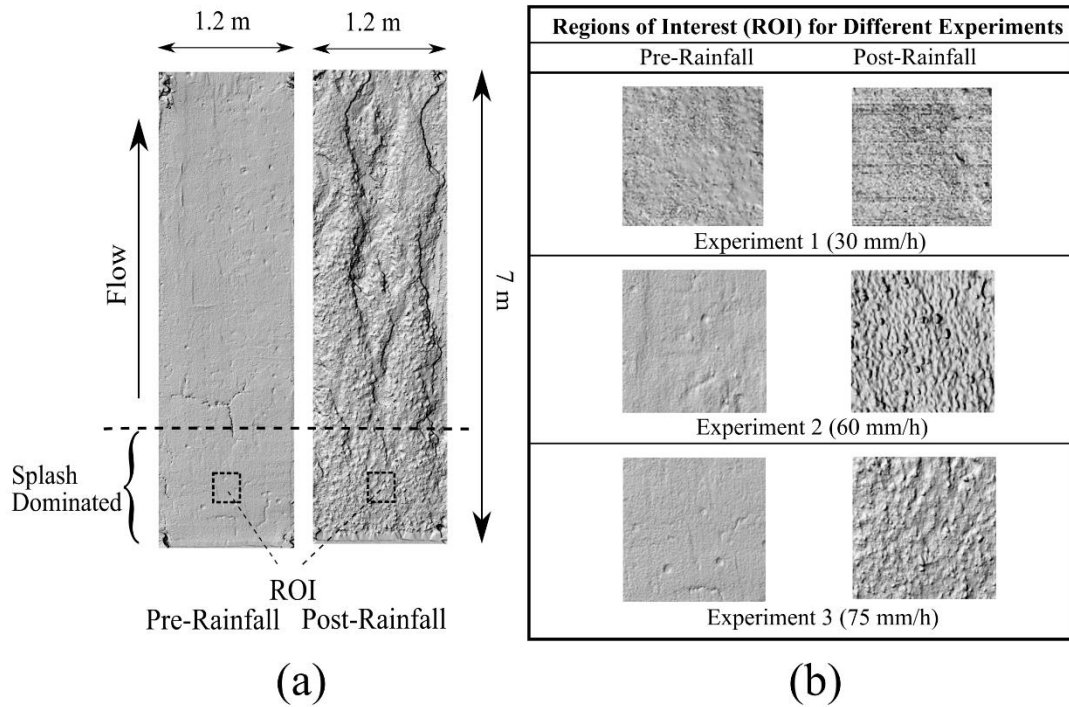 1.2 m
1.2 m
Flow
7 m
Splash
Dominated
ROI
Pre-Rainfall
Post-Rainfall
(a)
Regions of Interest (ROI) for Different Experiments
Pre-Rainfall
Post-Rainfall
Experiment 1 (30 mm/h)
Experiment 2 (60 mm/h)
Experiment 3 (75 mm/h)
(b)